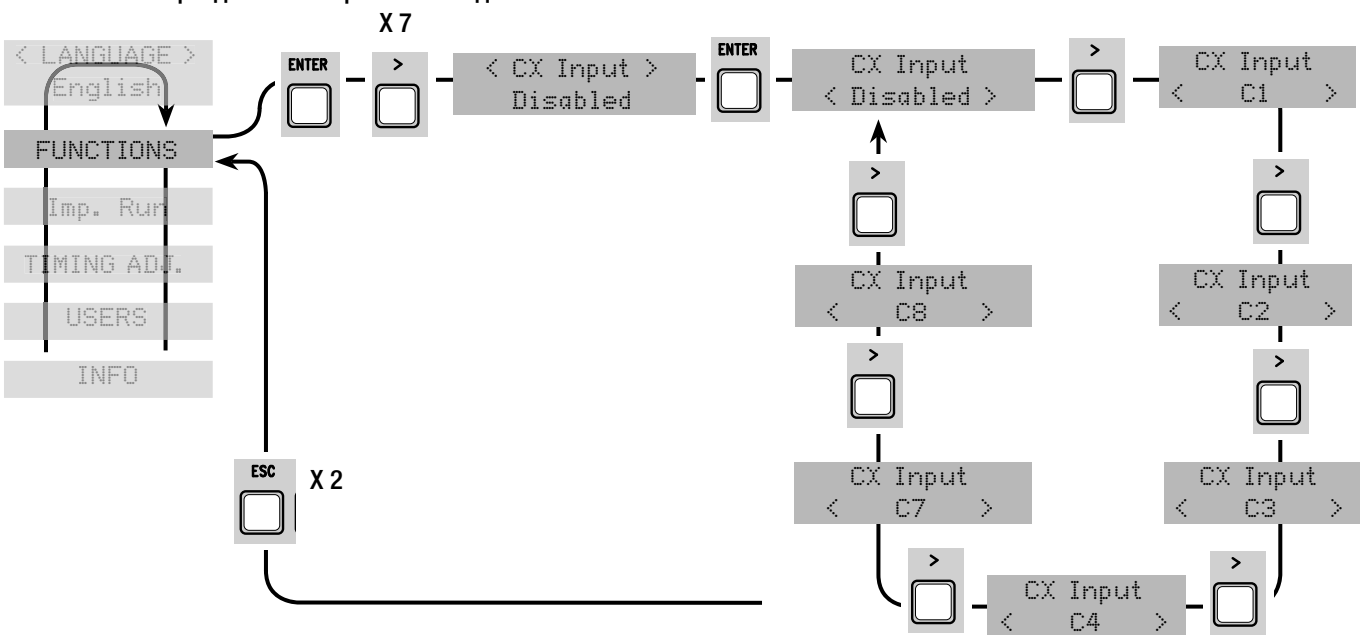 X 7
< LANGUAGE >
English
FUNCTIONS
Imp. Run
TIMING ADJ.
USERS
INFO
ENTER
>
< CX Input >
Disabled
ENTER
CX Input
< Disabled >
>
CX Input
< C1 >
>
CX Input
< C2 >
>
CX Input
< C3 >
>
CX Input
< C4 >
>
CX Input
< C7 >
>
CX Input
< C8 >
>
ESC
X 2